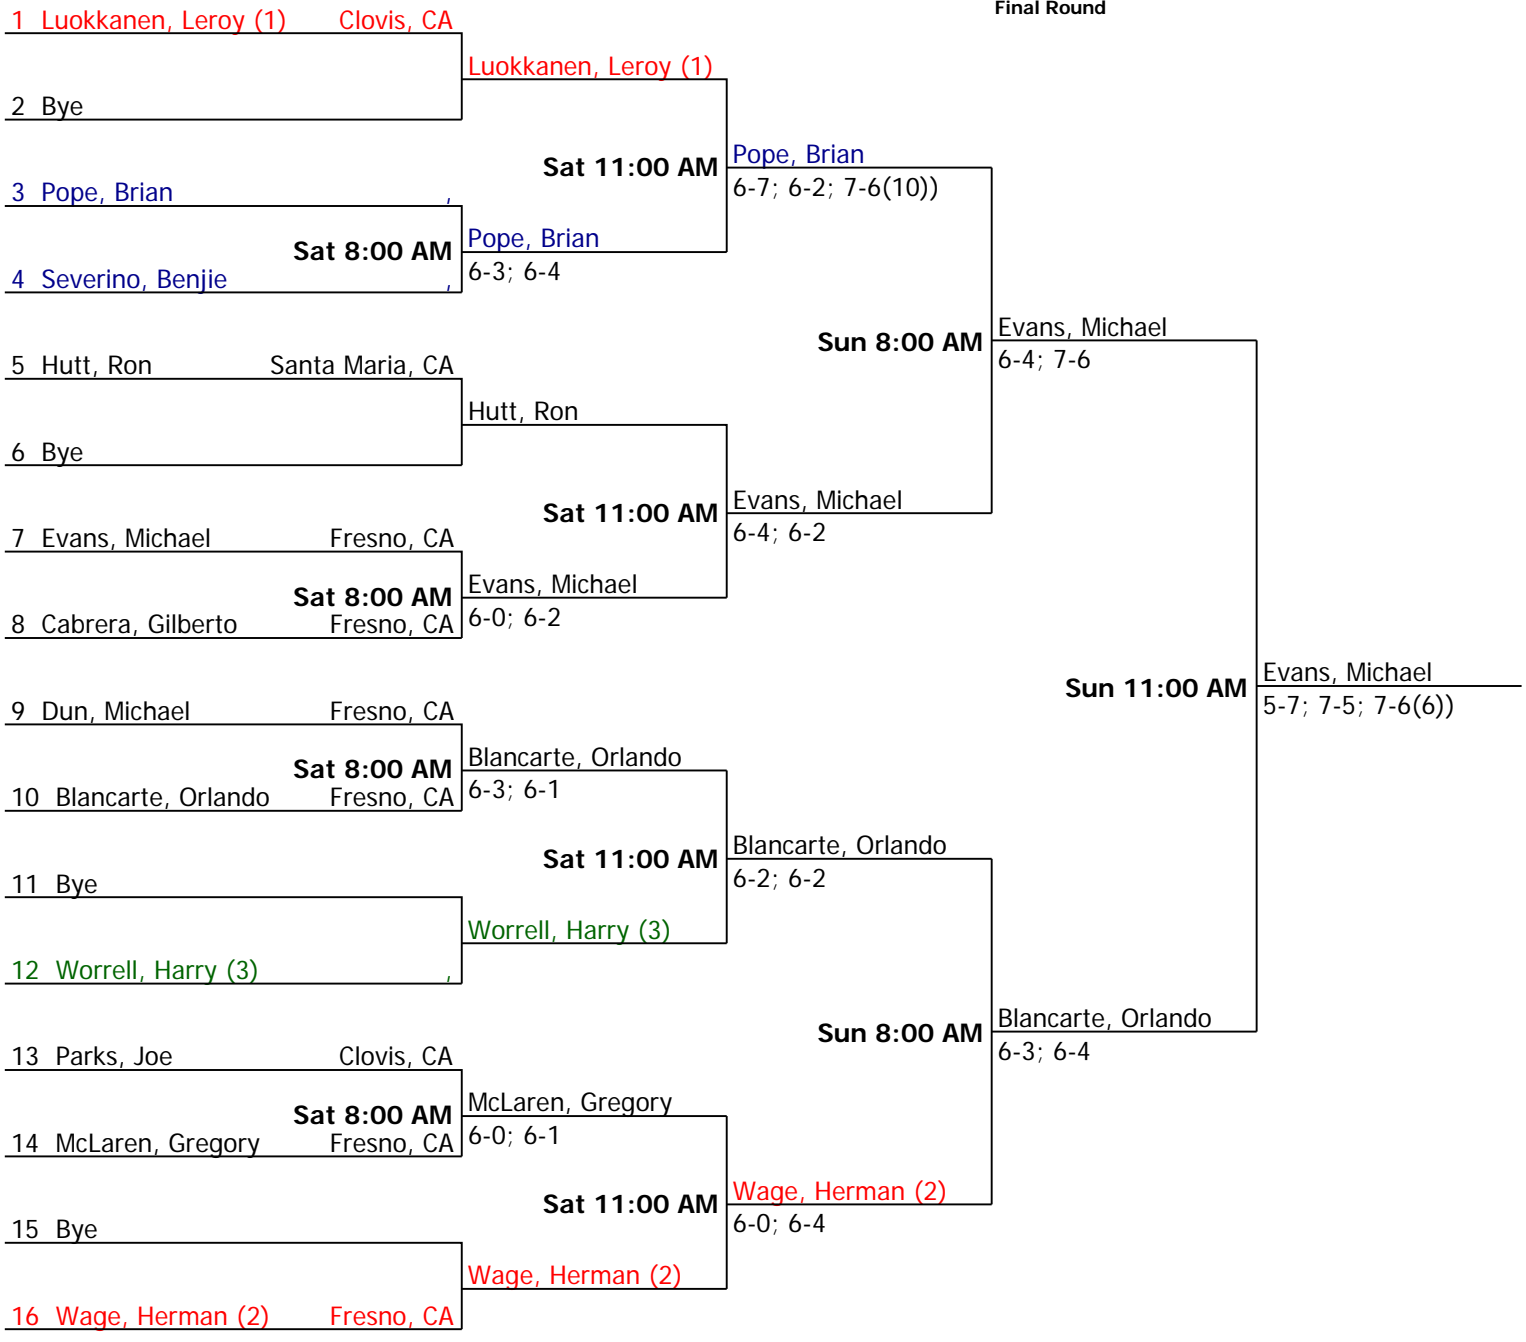 Final Round
1 Luokkanen, Leroy (1) Clovis, CA
Luokkanen, Leroy (1)
2 Bye
Sat 11:00 AM
Pope, Brian
6-7; 6-2; 7-6(10))
3 Pope, Brian ,
Sat 8:00 AM
Pope, Brian
6-3; 6-4
4 Severino, Benjie ,
Sun 8:00 AM
Evans, Michael
6-4; 7-6
5 Hutt, Ron Santa Maria, CA
Hutt, Ron
6 Bye
Sat 11:00 AM
Evans, Michael
6-4; 6-2
7 Evans, Michael Fresno, CA
Sat 8:00 AM
Evans, Michael
6-0; 6-2
8 Cabrera, Gilberto Fresno, CA
Sun 11:00 AM
Evans, Michael
5-7; 7-5; 7-6(6))
9 Dun, Michael Fresno, CA
Sat 8:00 AM
Blancarte, Orlando
6-3; 6-1
10 Blancarte, Orlando Fresno, CA
Sat 11:00 AM
Blancarte, Orlando
6-2; 6-2
11 Bye
Worrell, Harry (3)
12 Worrell, Harry (3) ,
Sun 8:00 AM
Blancarte, Orlando
6-3; 6-4
13 Parks, Joe Clovis, CA
Sat 8:00 AM
McLaren, Gregory
6-0; 6-1
14 McLaren, Gregory Fresno, CA
Sat 11:00 AM
Wage, Herman (2)
6-0; 6-4
15 Bye
Wage, Herman (2)
16 Wage, Herman (2) Fresno, CA